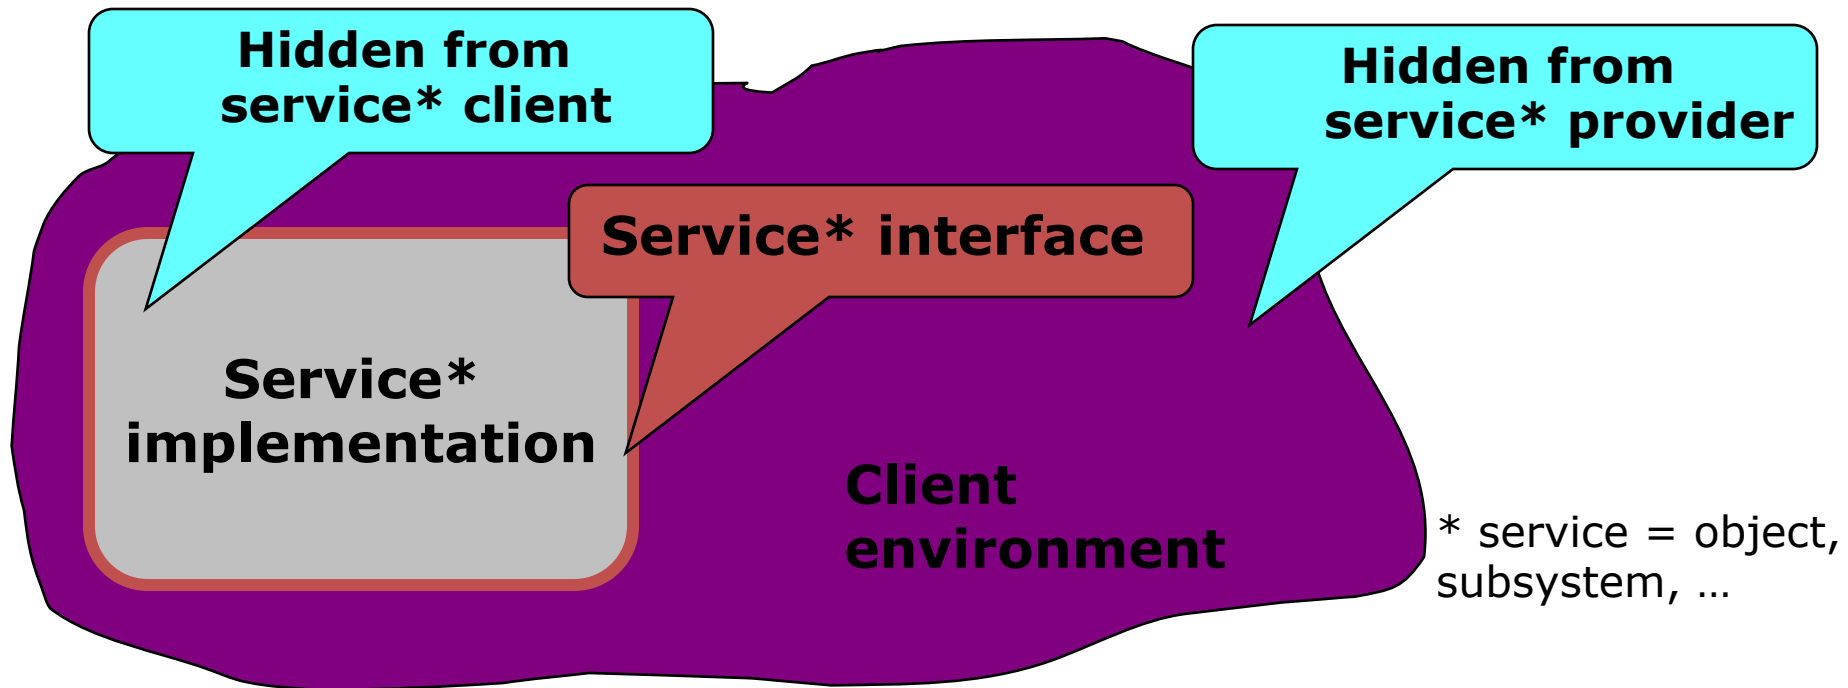 Hidden from
service* client
Hidden from
service* provider
Service* interface
Service*
implementation
Client
environment
* service = object,
subsystem, …